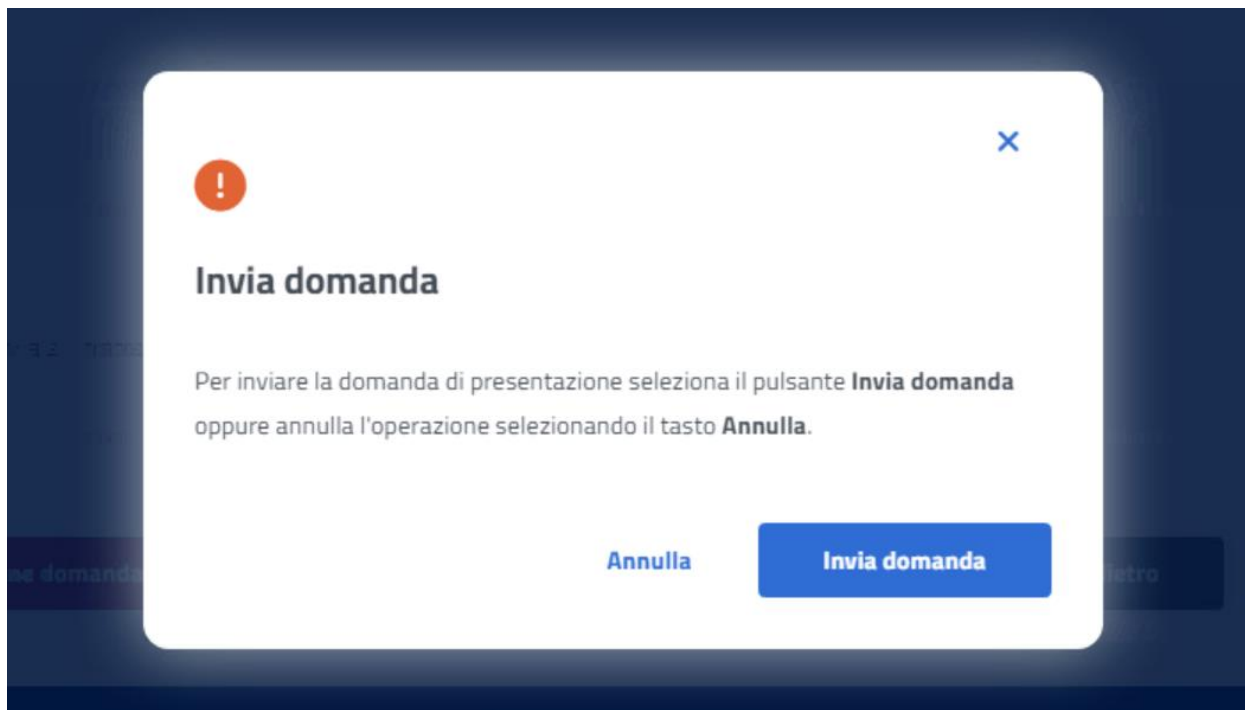 Invia domanda
Per inviare la domanda di presentazione seleziona il pulsante Invia domanda
oppure annulla l'operazione selezionando il tasto Annulla.
Annulla
Invia domanda
domanda